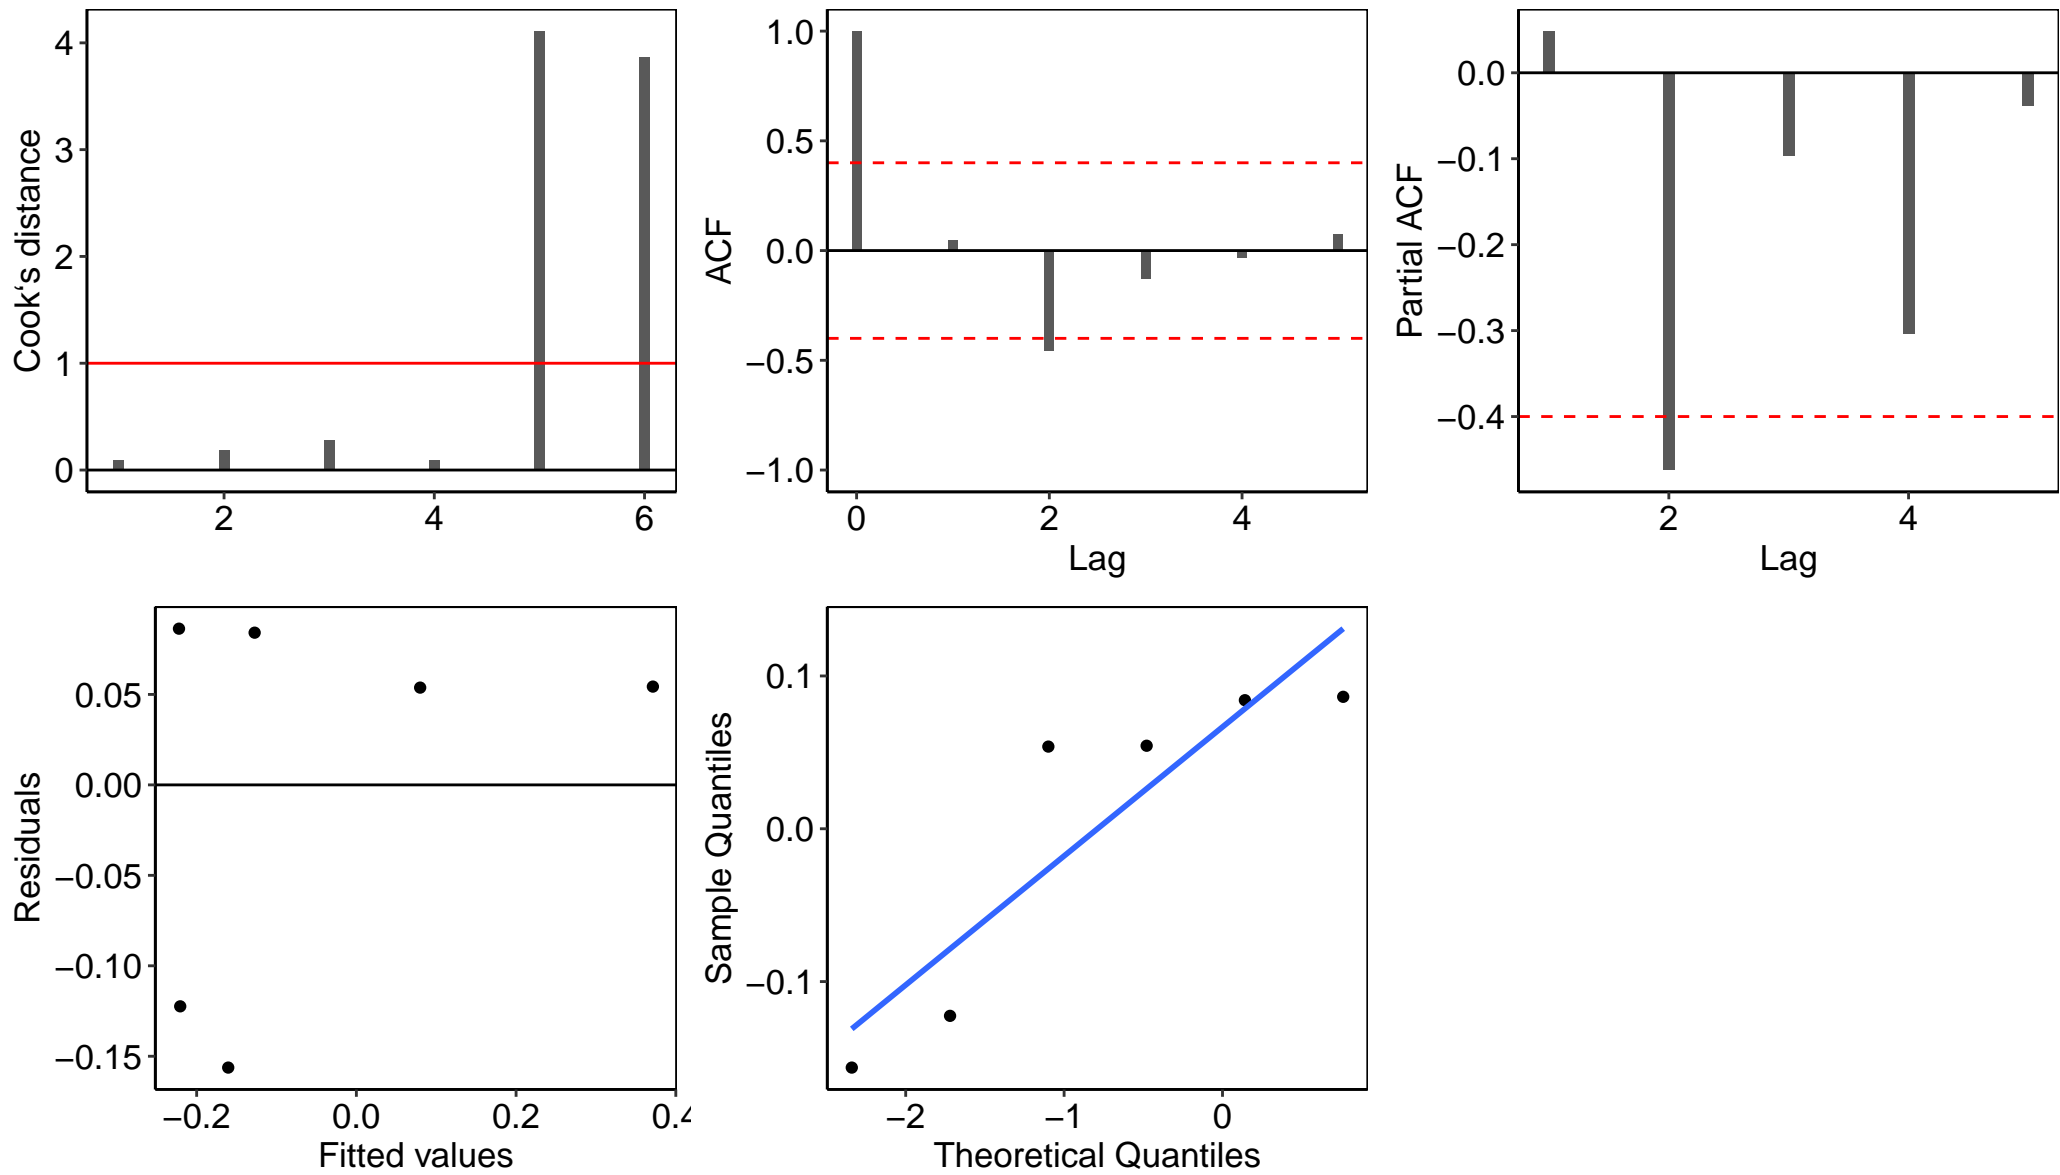 Cook‘s distance
4
3
2
1
0
2 4 6
ACF
1.0
0.5
0.0
−0.5
−1.0
0 2 4
Lag
Partial ACF
0.0
−0.1
−0.2
−0.3
−0.4
2 4
Lag
Residuals
0.05
0.00
−0.05
−0.10
−0.15
−0.2 0.0 0.2 0.4
Fitted values
Sample Quantiles
0.1
0.0
−0.1
−2 −1 0
Theoretical Quantiles